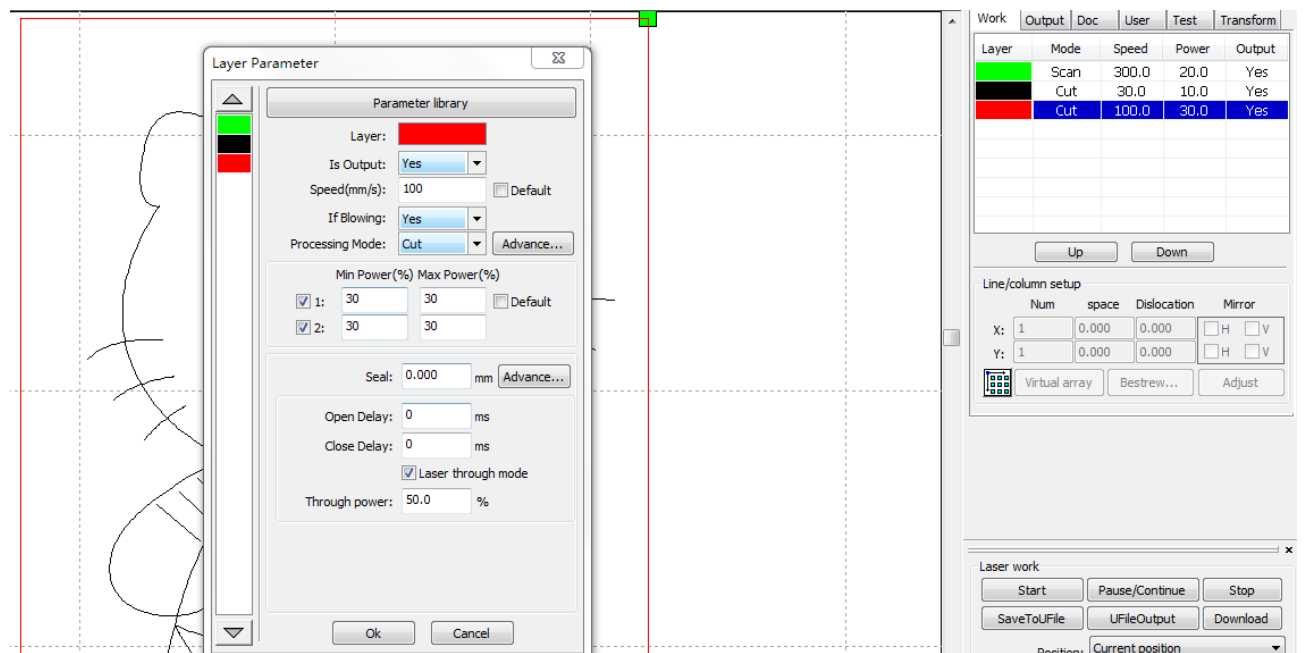 Layer Parameter
Parameter library
Layer:
Is Output: Yes
Speed(mm/s): 100 Default
If Blowing: Yes
Processing Mode: Cut Advance...
Min Power(%) Max Power(%)
1: 30 30 Default
2: 30 30
Seal: 0.000 mm Advance...
Open Delay: 0 ms
Close Delay: 0 ms
Laser through mode
Through power: 50.0 %
Ok Cancel
Work Output Doc User Test Transform
Layer Mode Speed Power Output
Scan 300.0 20.0 Yes
Cut 30.0 10.0 Yes
Cut 100.0 30.0 Yes
Up Down
Line/column setup
Num space Dislocation Mirror
X: 1 0.000 0.000 H V
Y: 1 0.000 0.000 H V
Virtual array Bestrew... Adjust
Laser work
Start Pause/Continue Stop
SaveToUFile UFileOutput Download
Position: Current position